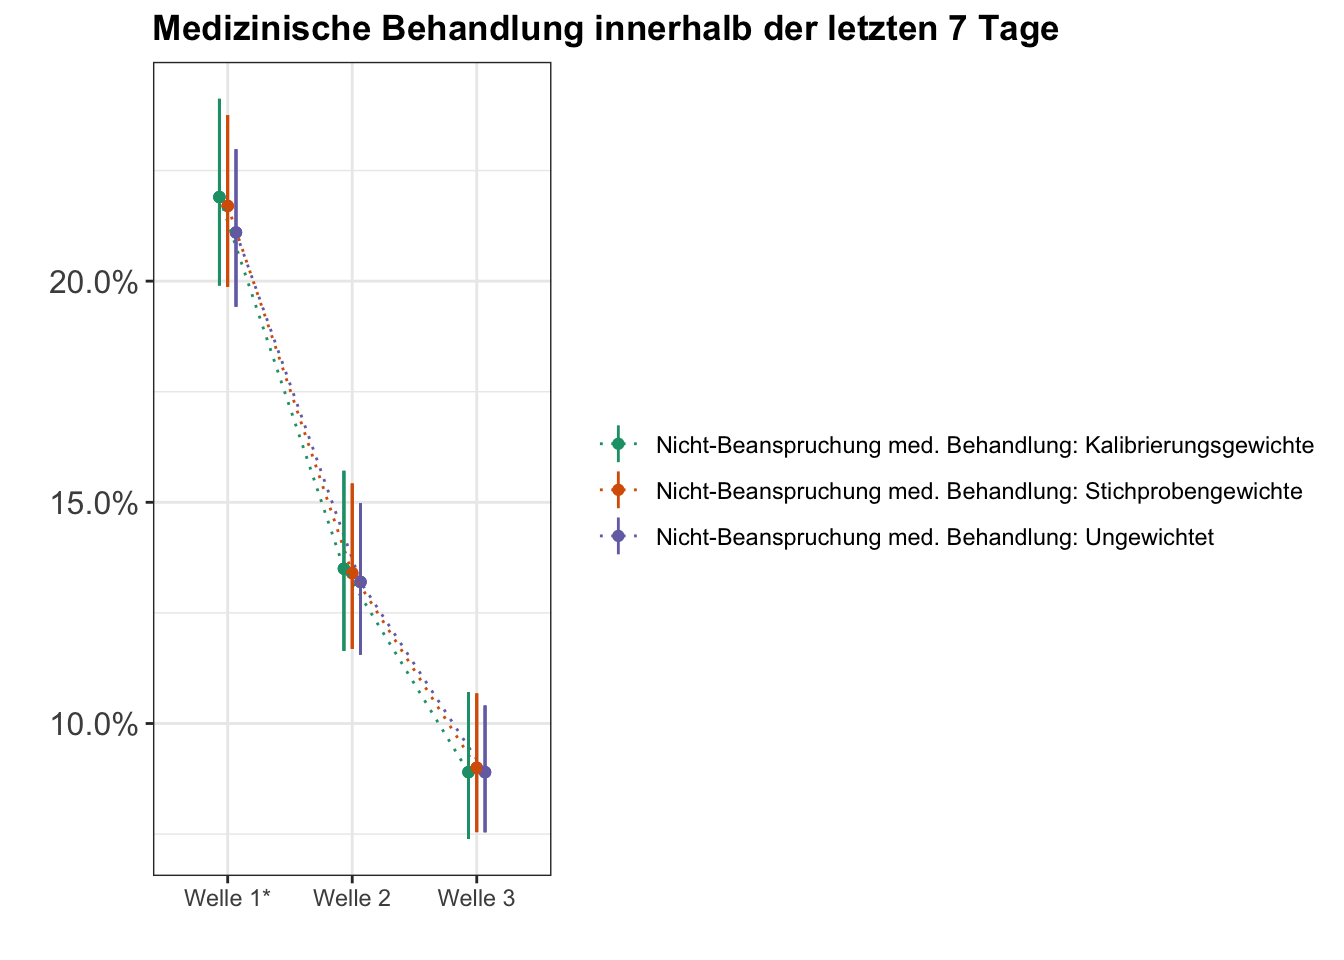 Medizinische Behandlung innerhalb der letzten 7 Tage
20.0%
15.0%
10.0%
Welle 1*
Welle 2
Welle 3
Nicht-Beanspruchung med. Behandlung: Kalibrierungsgewichte
Nicht-Beanspruchung med. Behandlung: Stichprobengewichte
Nicht-Beanspruchung med. Behandlung: Ungewichtet